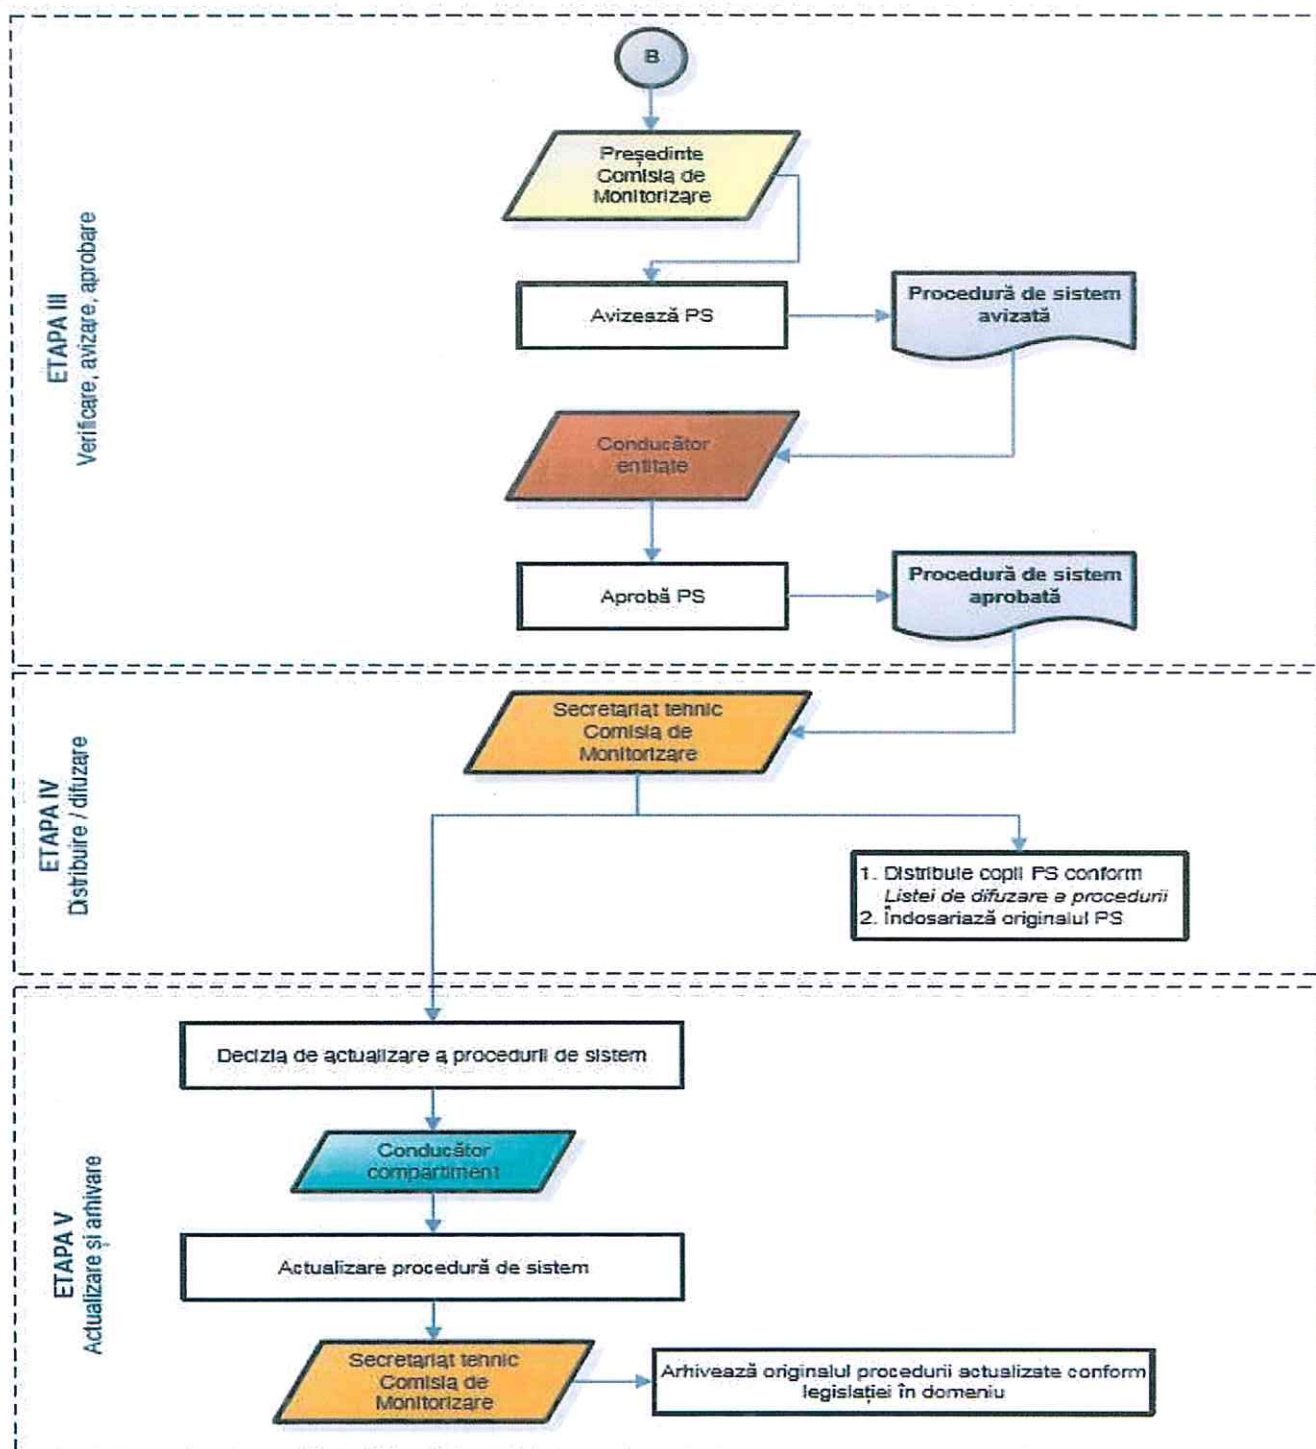 B
Președinte
Comisia de
Monitorizare
ETAPA III
Verificare, avizare, aprobare
Avizează PS
Procedură de sistem
avizată
Conducător
entitate
Aprobă PS
Procedură de sistem
aprobată
ETAPA IV
Distribuire / difuzare
Secretariat tehnic
Comisia de
Monitorizare
1. Distribuie copii PS conform
Listei de difuzare a procedurii
2. Îndosariază originalul PS
ETAPA V
Actualizare și arhivare
Decizia de actualizare a procedurii de sistem
Conducător
compartiment
Actualizare procedură de sistem
Secretariat tehnic
Comisia de
Monitorizare
Arhivează originalul procedurii actualizate conform
legislației în domeniu